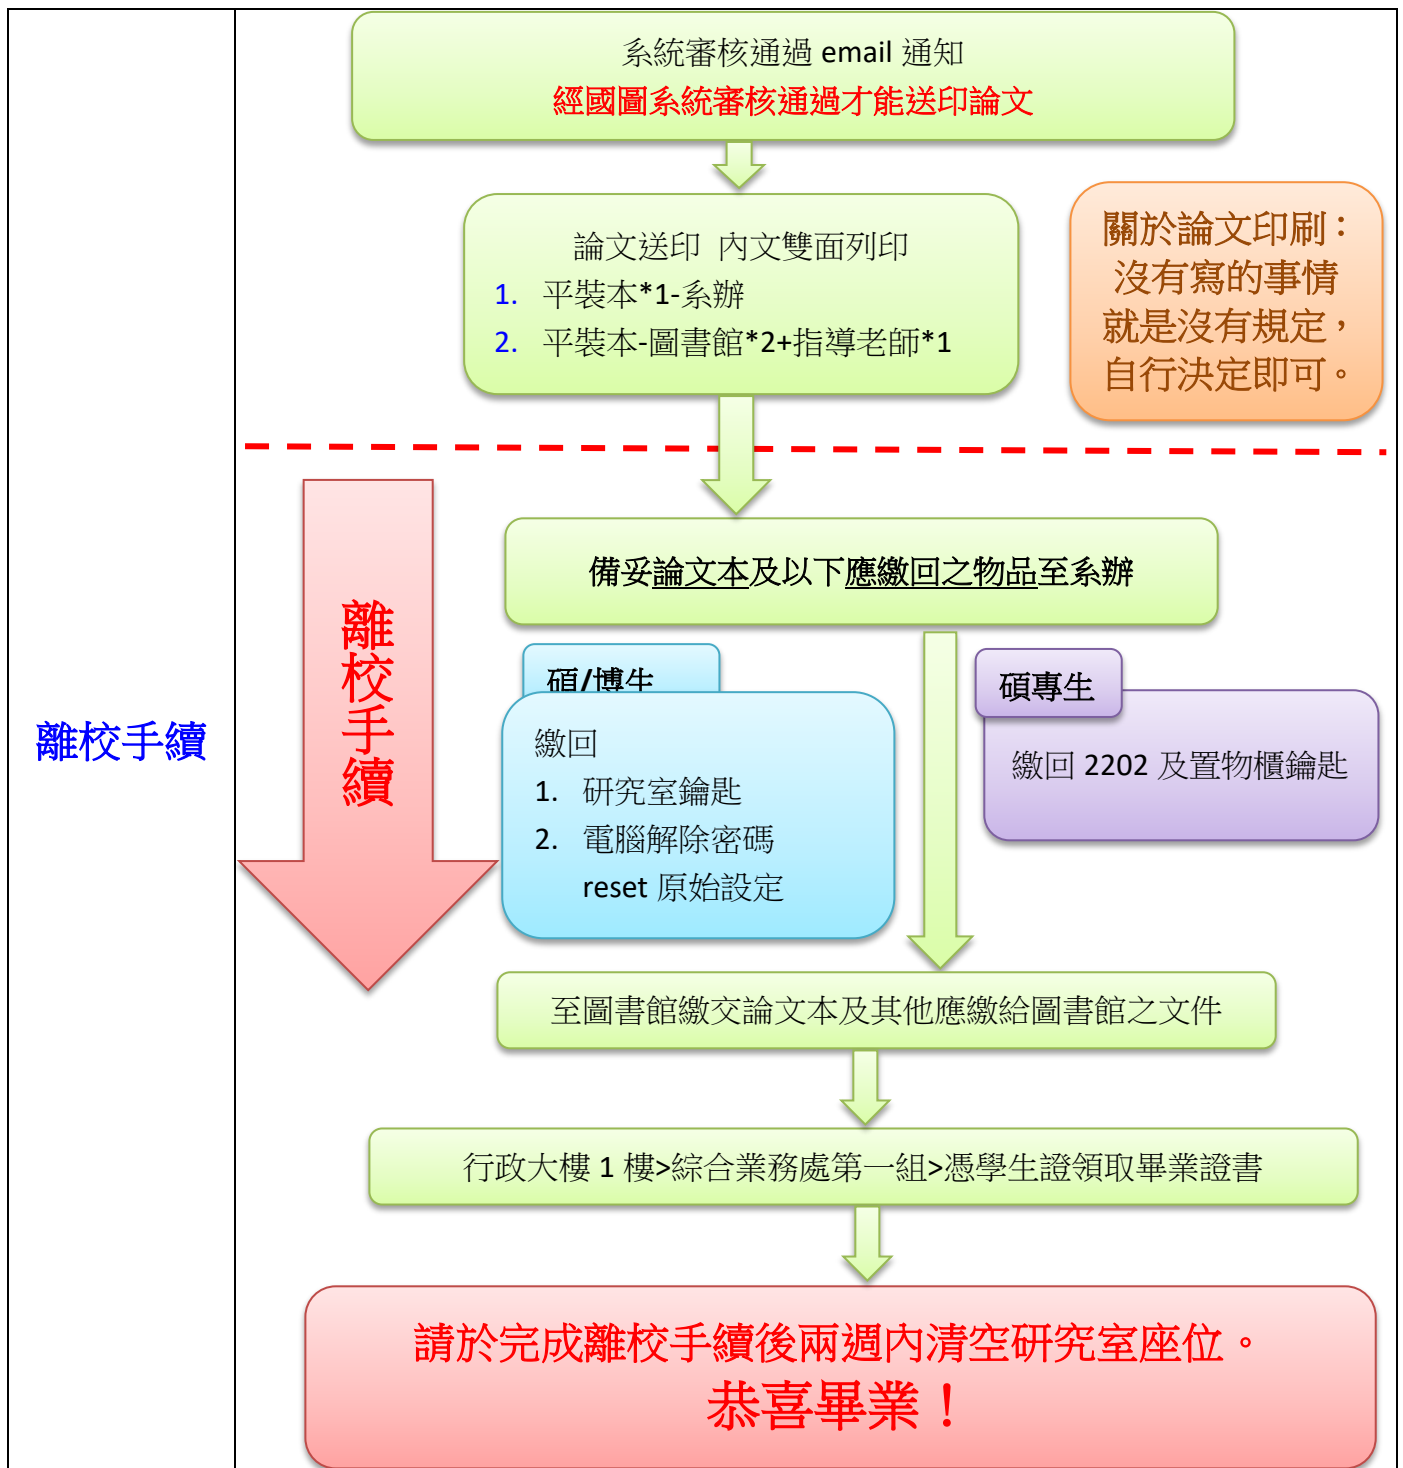 離校手續
系統審核通過 email 通知
經國圖系統審核通過才能送印論文
論文送印 內文雙面列印
1. 平裝本*1-系辦
2. 平裝本-圖書館*2+指導老師*1
關於論文印刷：
沒有寫的事情
就是沒有規定，
自行決定即可。
離校手續
備妥論文本及以下應繳回之物品至系辦
碩/博生
繳回
1. 研究室鑰匙
2. 電腦解除密碼
reset 原始設定
碩專生
繳回 2202 及置物櫃鑰匙
至圖書館繳交論文本及其他應繳給圖書館之文件
行政大樓 1 樓>綜合業務處第一組>憑學生證領取畢業證書
請於完成離校手續後兩週內清空研究室座位。
恭喜畢業！